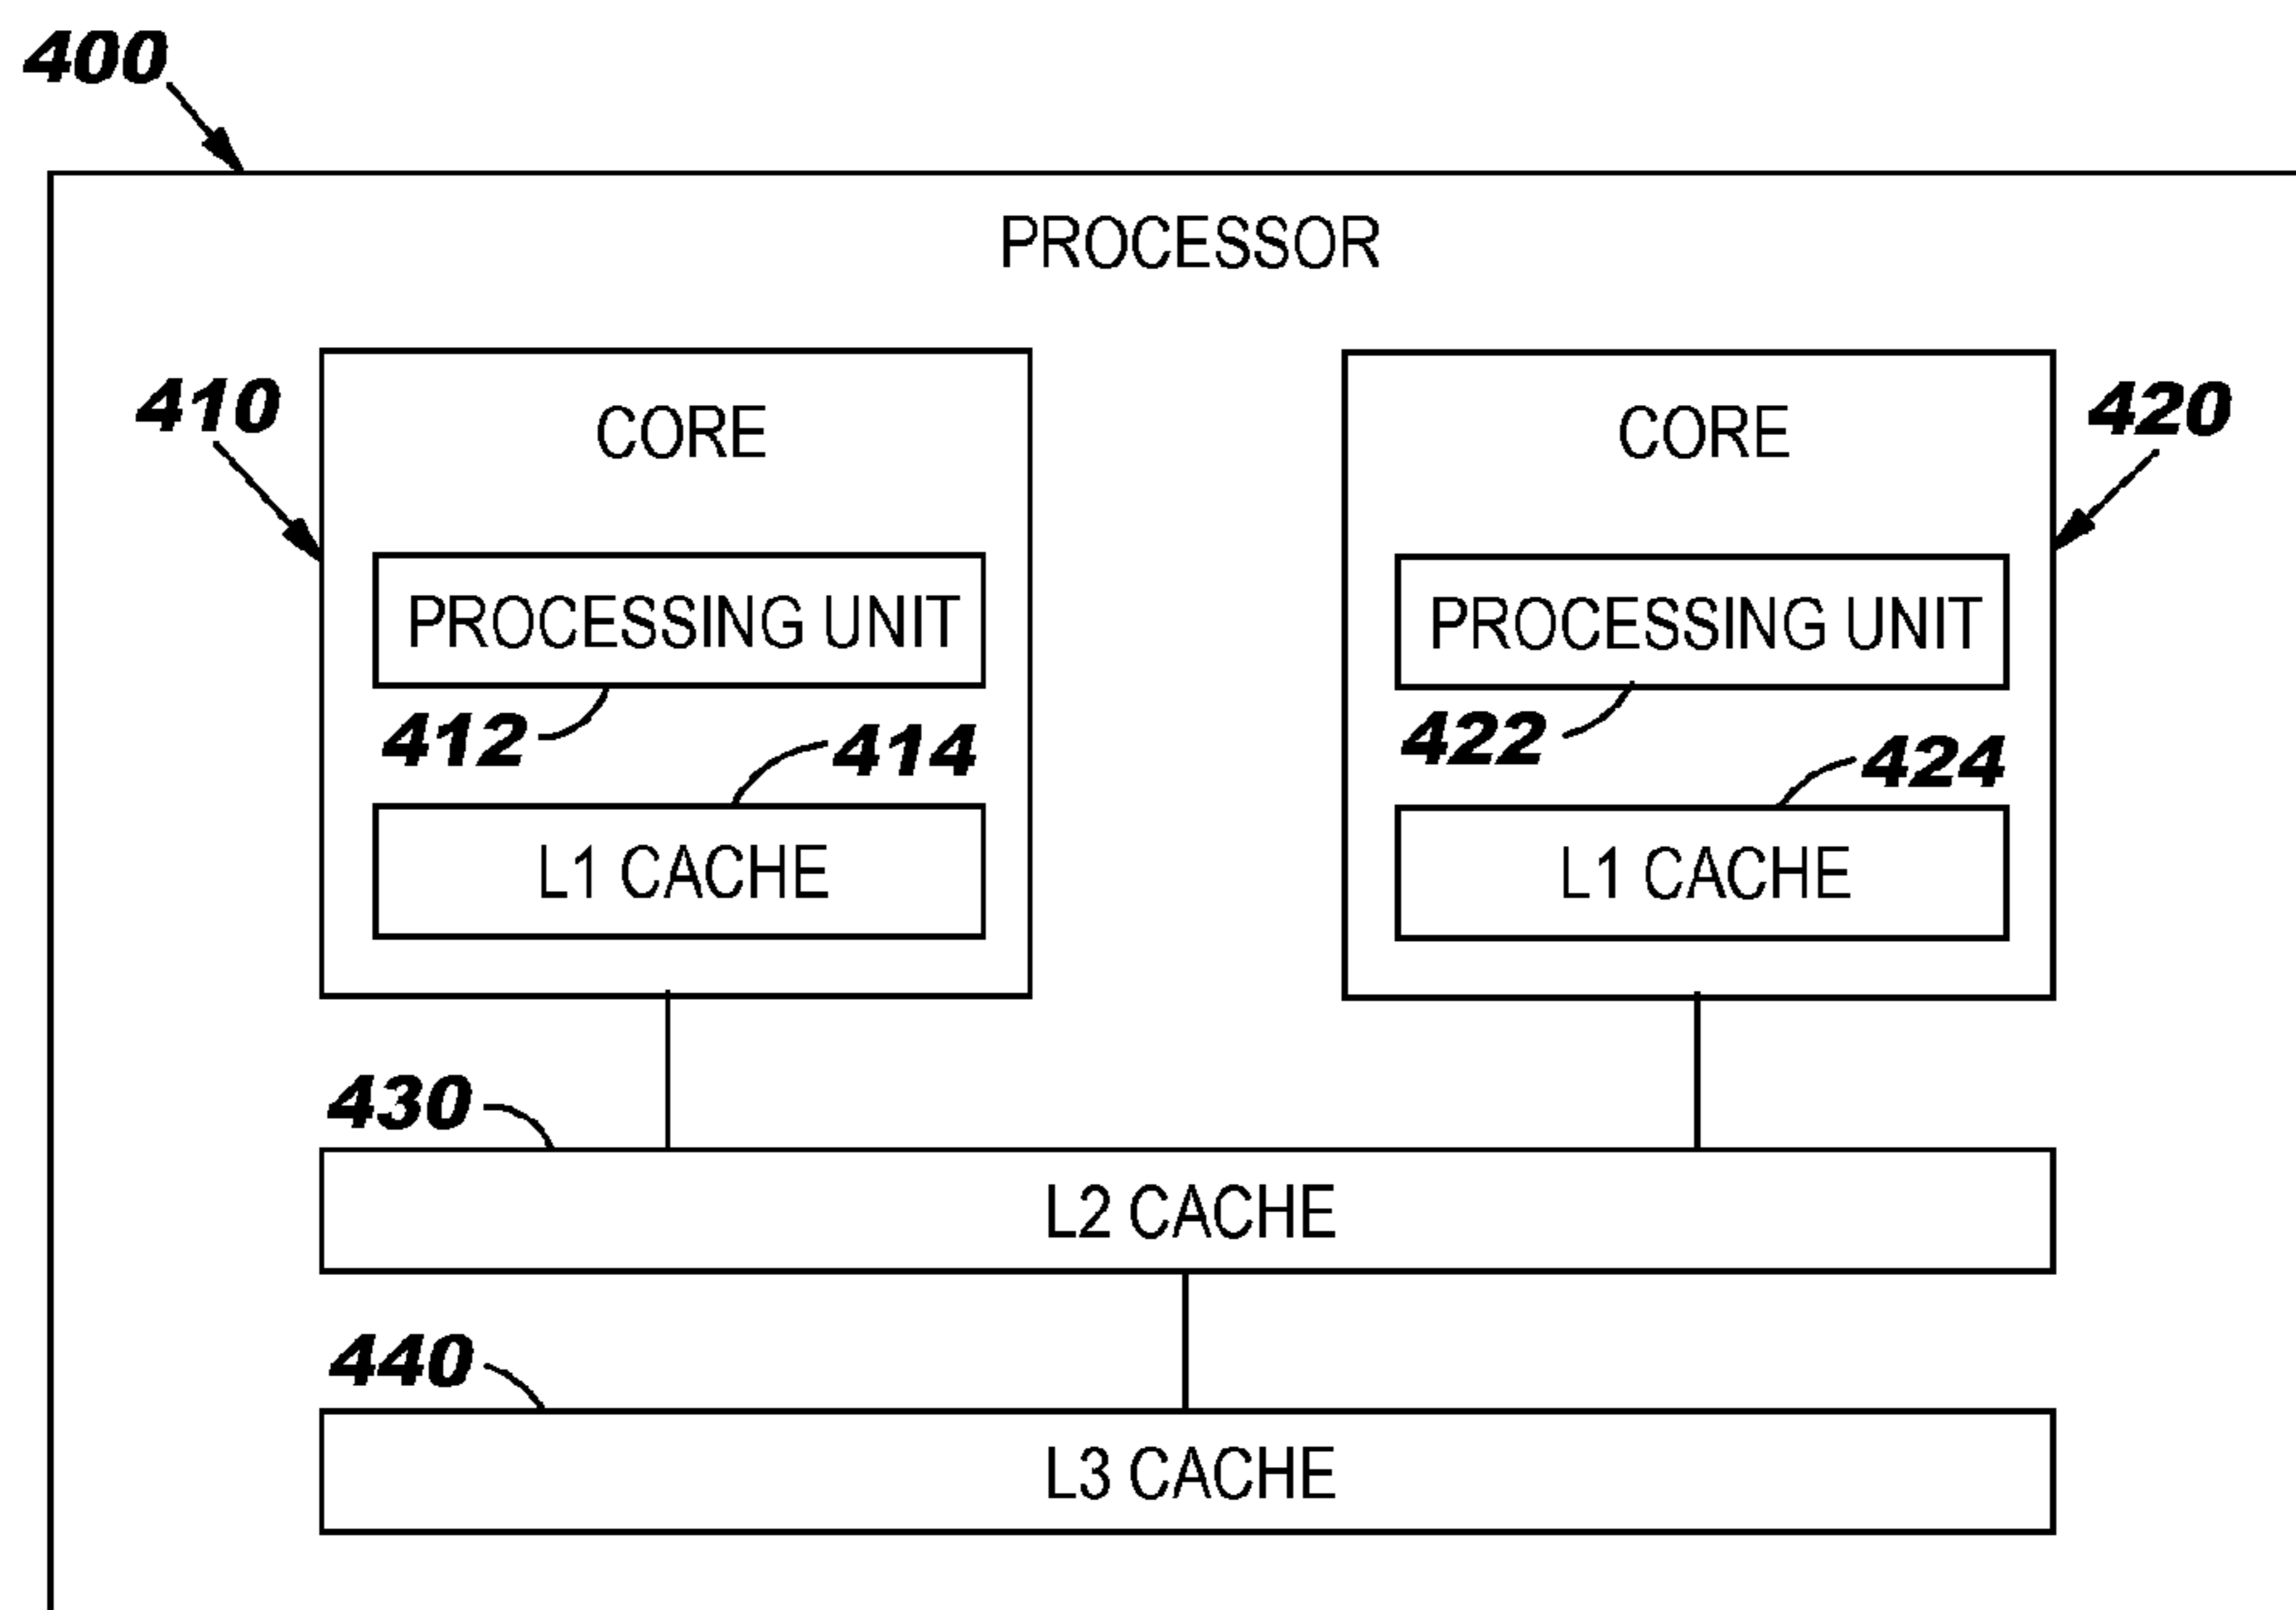 400
PROCESSOR
410
CORE
CORE
420
PROCESSING UNIT
PROCESSING UNIT
412
414
422
424
L1 CACHE
L1 CACHE
430
L2 CACHE
440
L3 CACHE